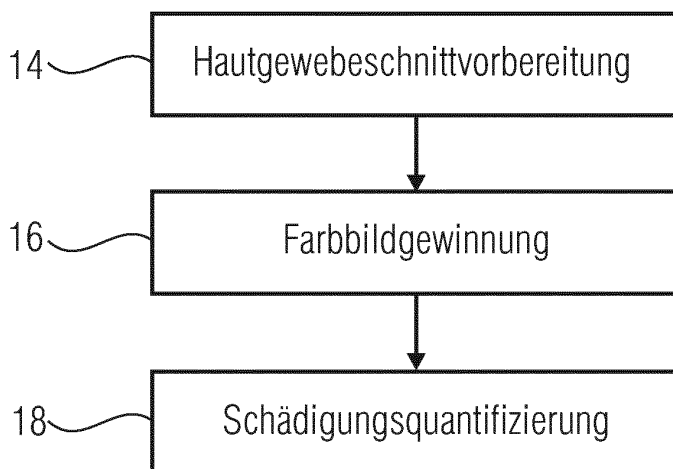 14 Hautgewebeschnittvorbereitung
16 Farbbildgewinnung
18 Schädigungsquantifizierung